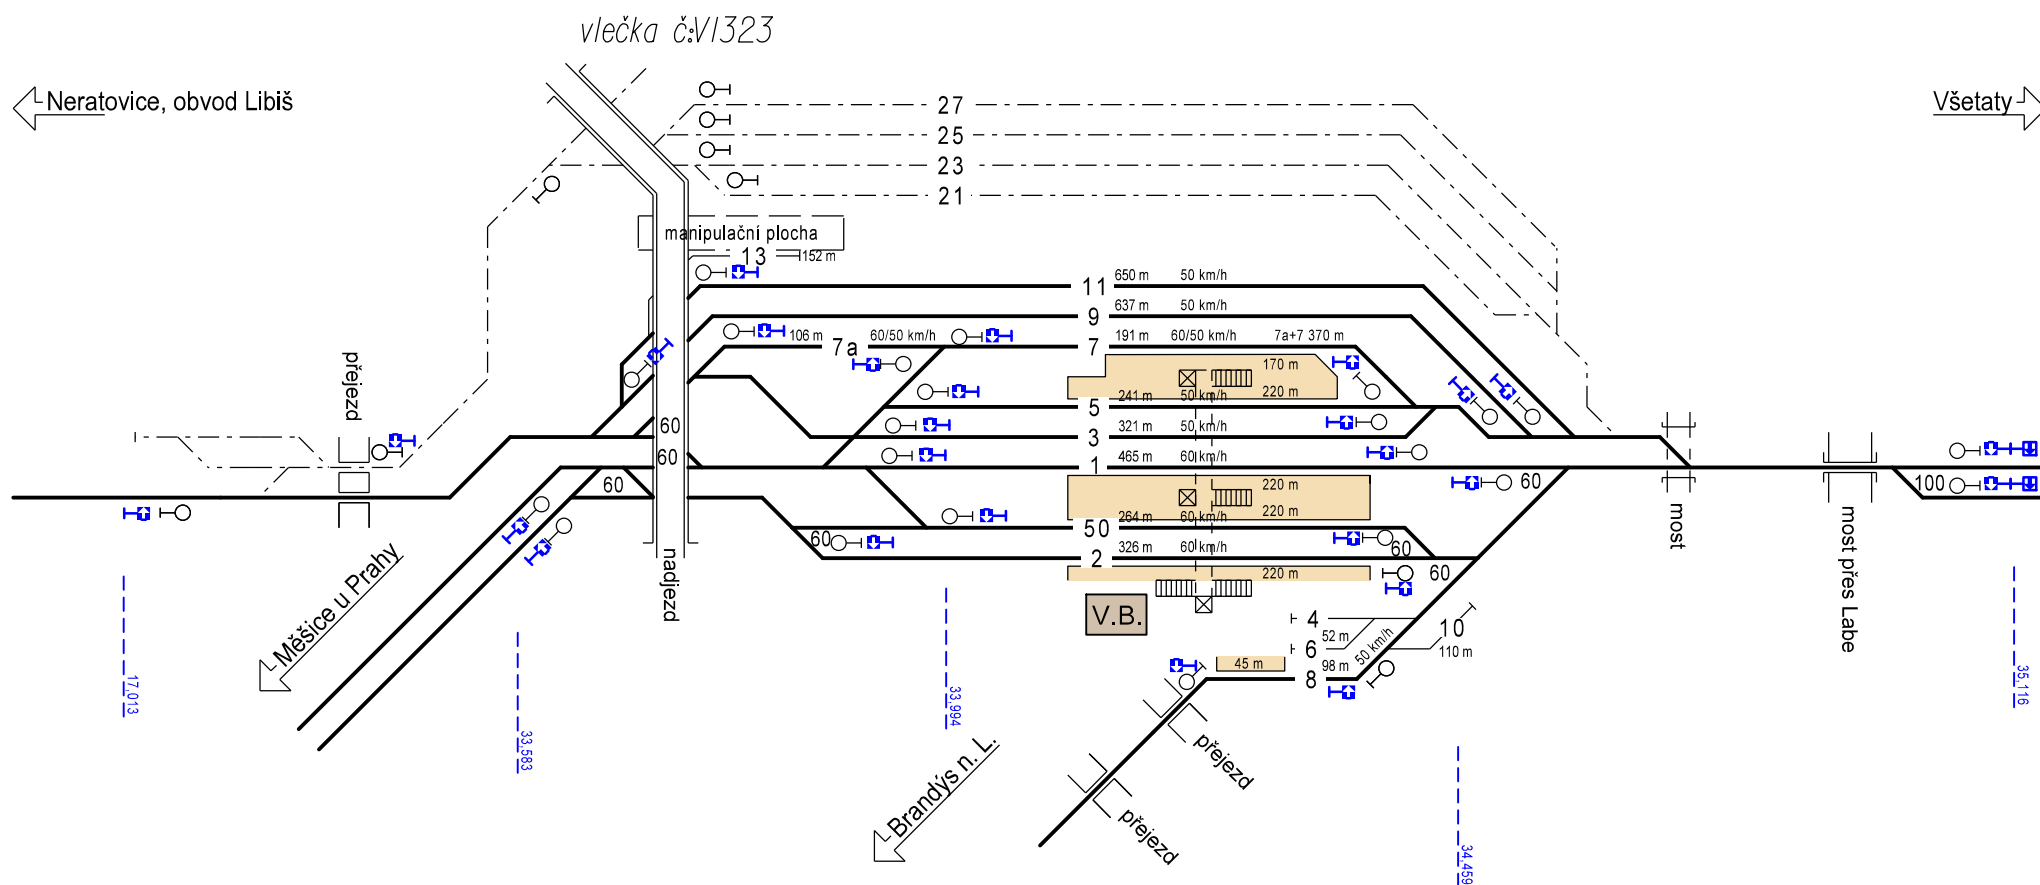 vlečka č.V1323
Neratovice, obvod Libiš
Všetaty
27
25
23
21
manipulační plocha
13
152 m
11
650 m
50 km/h
9
637 m
50 km/h
106 m
60/50 km/h
7a
7
191 m
60/50 km/h
7a+7 370 m
170 m
220 m
241 m
50 km/h
5
3
321 m
50 km/h
1
465 m
60 km/h
220 m
220 m
264 m
60 km/h
50
326 m
60 km/h
2
220 m
60
60
60
60
60
60
60
100
přejezd
nadjezd
most
most přes Labe
Měšice u Prahy
Brandýs n. L.
V.B.
4
52 m
6
45 m
98 m
8
50 km/h
10
110 m
přejezd
přejezd
17,013
33,583
33,994
34,459
35,116